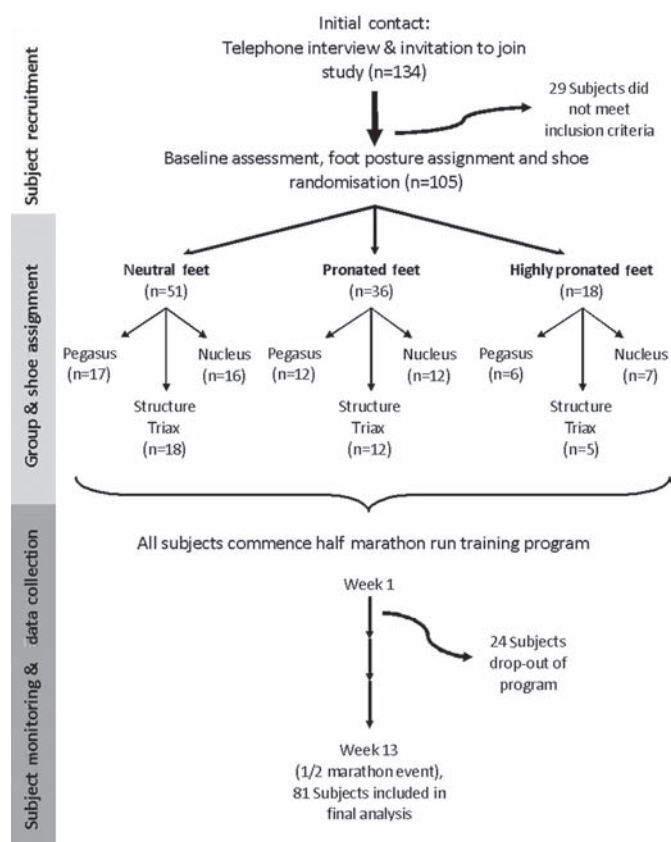 Subject recruitment
Initial contact:
Telephone interview & invitation to join
study (n=134)
29 Subjects did
not meet
inclusion criteria
Baseline assessment, foot posture assignment and shoe
randomisation (n=105)
Group & shoe assignment
Neutral feet
(n=51)
Pegasus
(n=17)
Nucleus
(n=16)
Structure
Triax
(n=18)
Pronated feet
(n=36)
Pegasus
(n=12)
Nucleus
(n=12)
Structure
Triax
(n=12)
Highly pronated feet
(n=18)
Pegasus
(n=6)
Nucleus
(n=7)
Structure
Triax
(n=5)
Subject monitoring & data collection
All subjects commence half marathon run training program
Week 1
24 Subjects
drop-out of
program
Week 13
(1/2 marathon event),
81 Subjects included in
final analysis